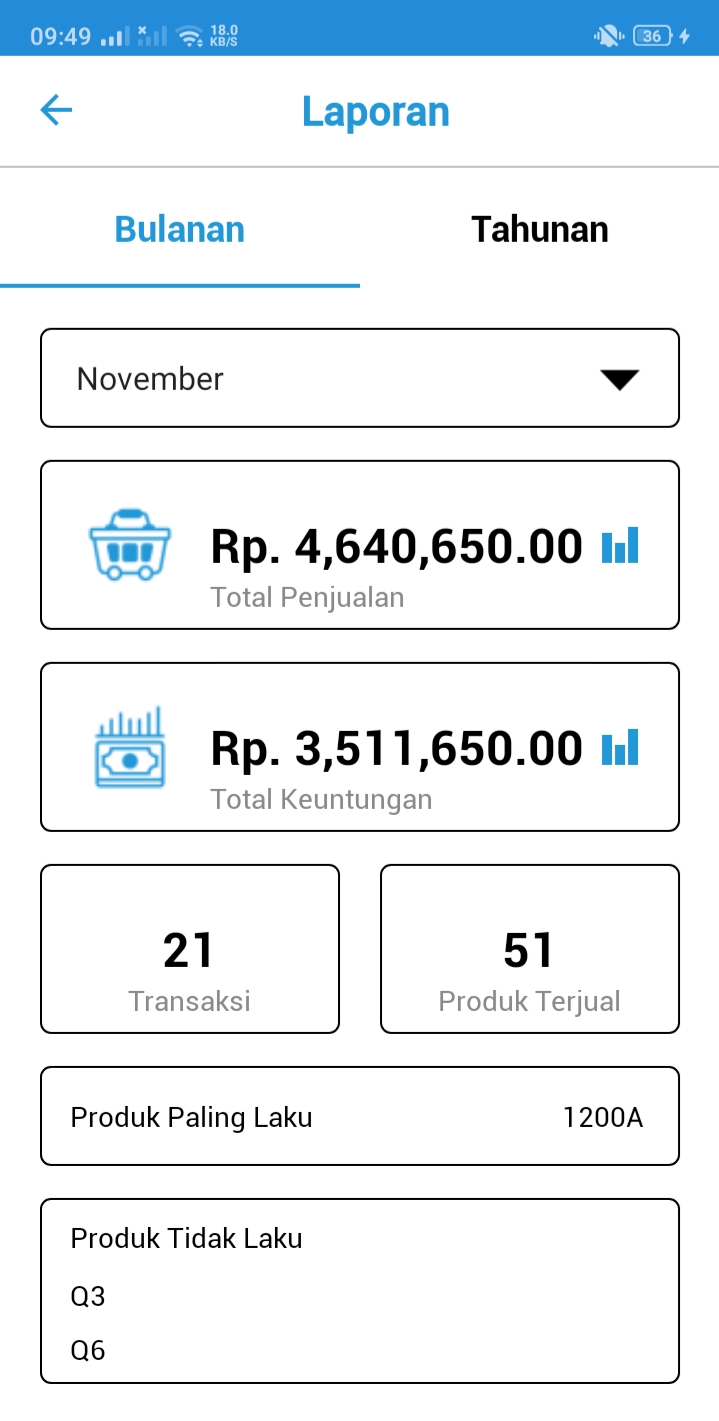 09:49 18.0 KB/S 36
Laporan
Bulanan Tahunan
November
Rp. 4,640,650.00
Total Penjualan
Rp. 3,511,650.00
Total Keuntungan
21 51
Transaksi Produk Terjual
Produk Paling Laku 1200A
Produk Tidak Laku
Q3
Q6